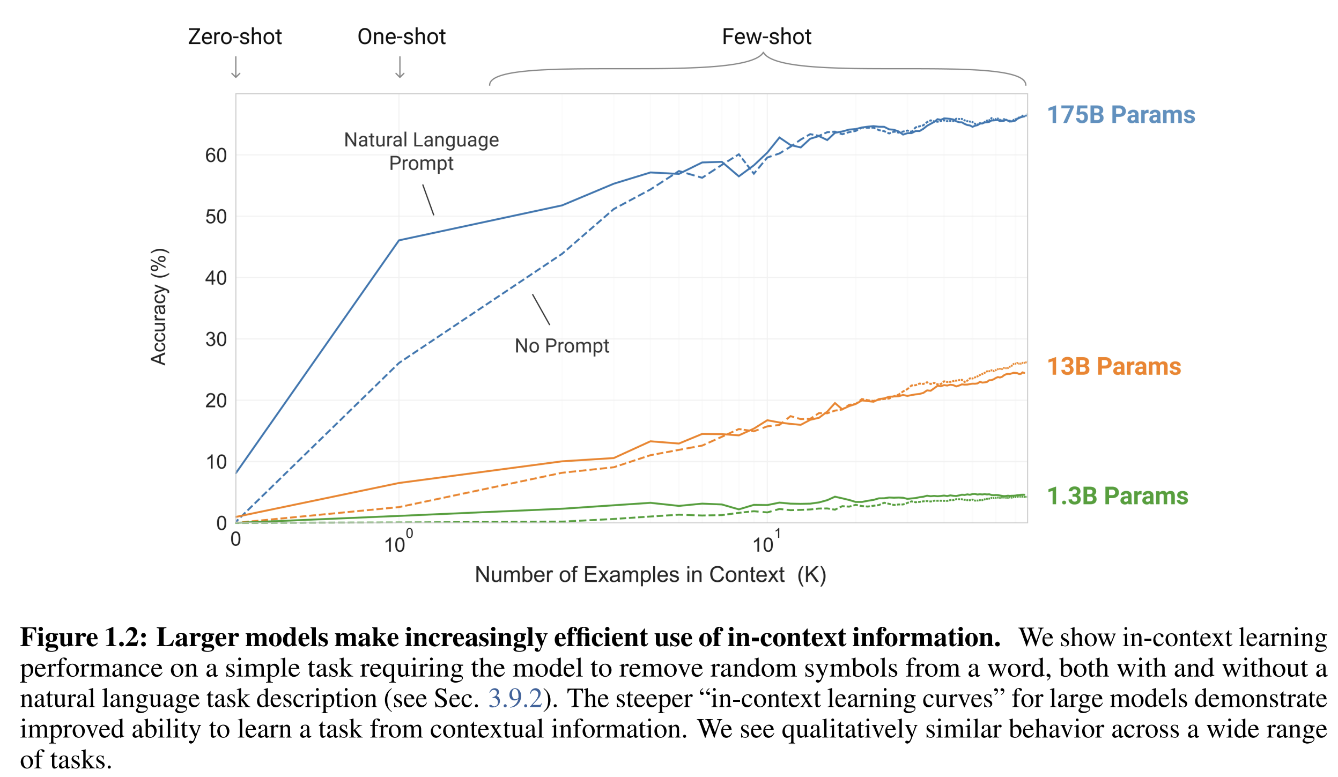 Zero-shot
One-shot
Few-shot
175B Params
Natural Language
Prompt
No Prompt
13B Params
1.3B Params
Accuracy (%)
60
50
40
30
20
10
0
0
10⁰
10¹
Number of Examples in Context (K)
Figure 1.2: Larger models make increasingly efficient use of in-context information. We show in-context learning
performance on a simple task requiring the model to remove random symbols from a word, both with and without a
natural language task description (see Sec. 3.9.2). The steeper “in-context learning curves” for large models demonstrate
improved ability to learn a task from contextual information. We see qualitatively similar behavior across a wide range
of tasks.